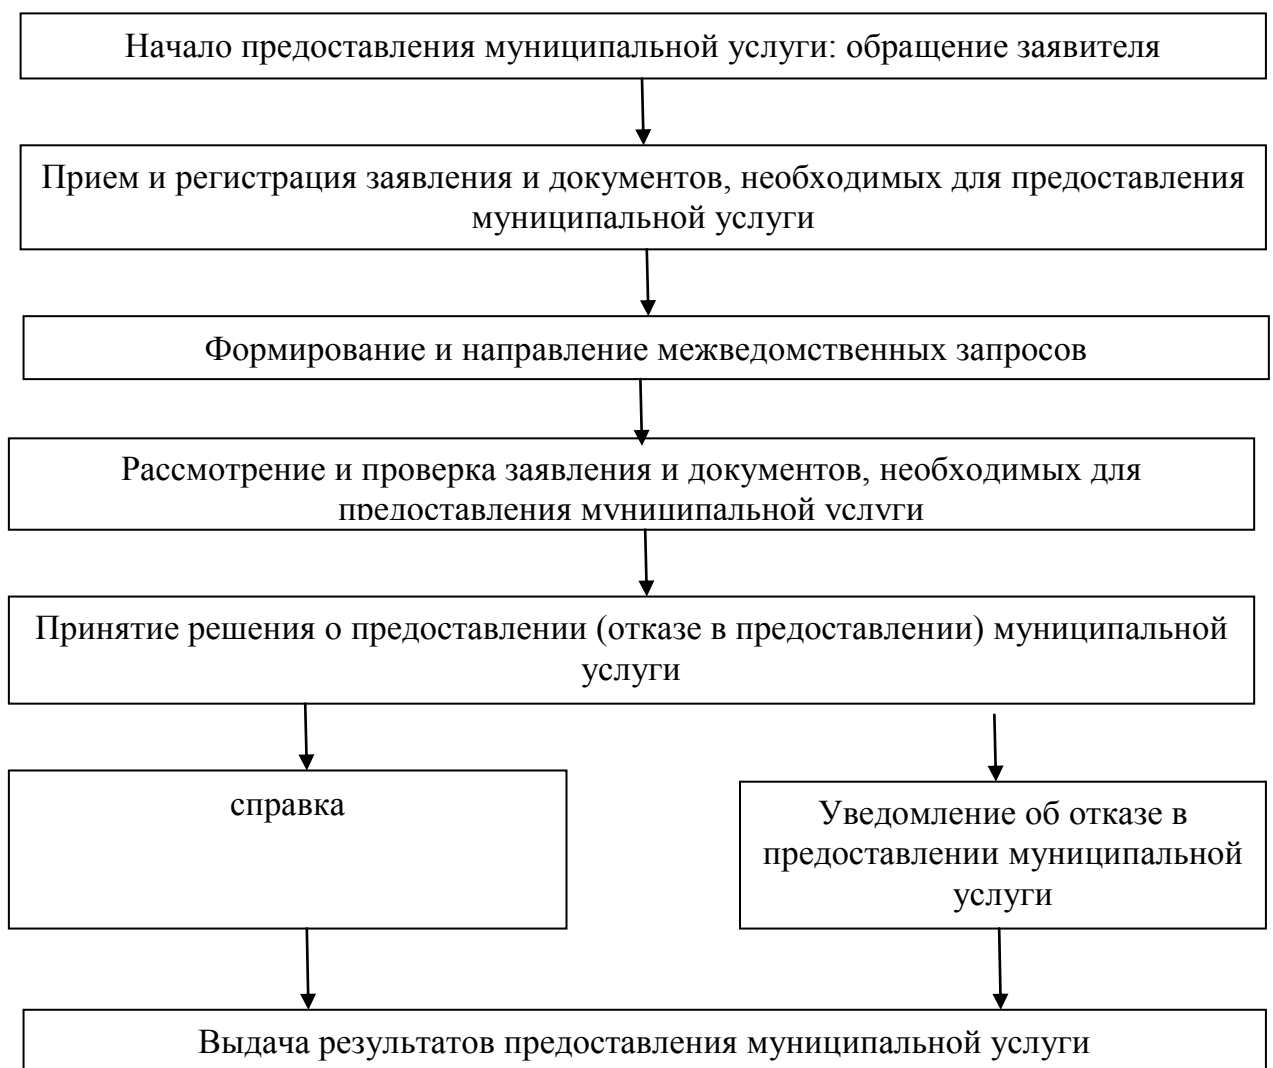 Начало предоставления муниципальной услуги: обращение заявителя
Прием и регистрация заявления и документов, необходимых для предоставления
муниципальной услуги
Формирование и направление межведомственных запросов
Рассмотрение и проверка заявления и документов, необходимых для
предоставления муниципальной услуги
Принятие решения о предоставлении (отказе в предоставлении) муниципальной
услуги
справка
Уведомление об отказе в
предоставлении муниципальной
услуги
Выдача результатов предоставления муниципальной услуги